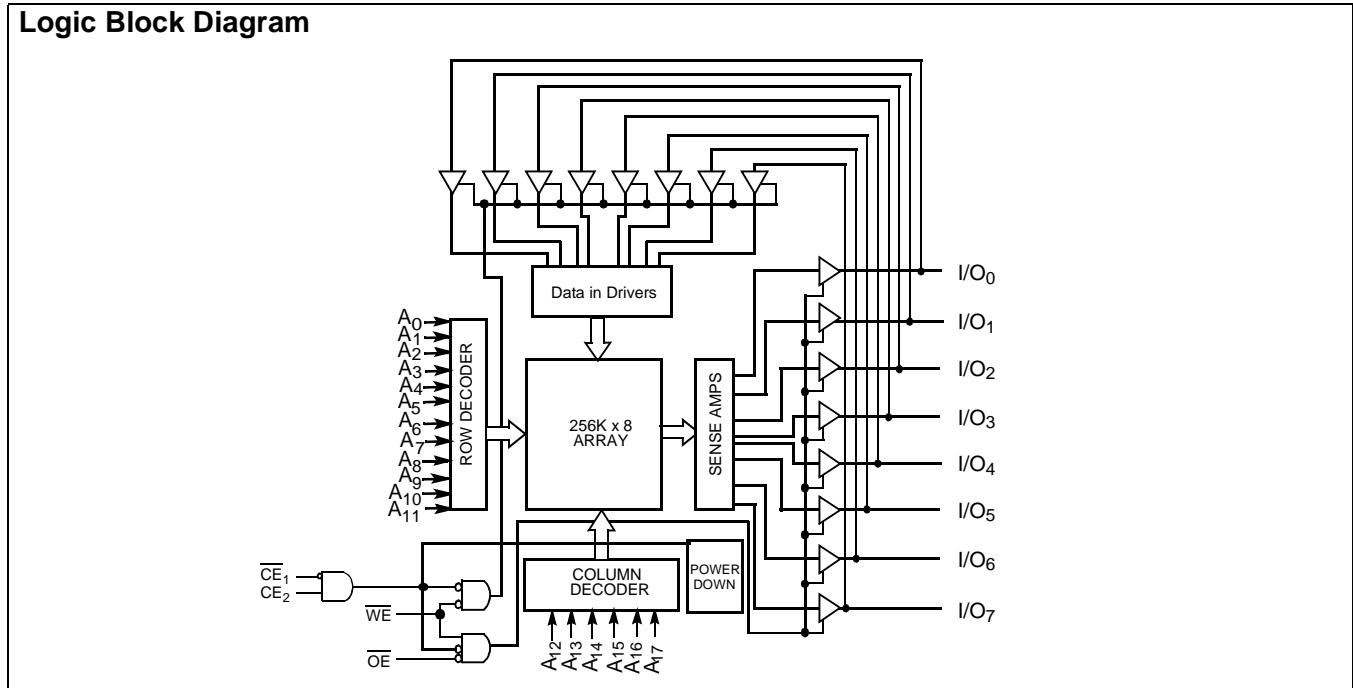 Logic Block Diagram
Data in Drivers
A0
A1
A2
A3
A4
A5
A6
A7
A8
A9
A10
A11
ROW DECODER
256K x 8
ARRAY
SENSE AMPS
I/O0
I/O1
I/O2
I/O3
I/O4
I/O5
I/O6
I/O7
CE1
CE2
WE
OE
COLUMN
DECODER
POWER
DOWN
A12
A13
A14
A15
A16
A17